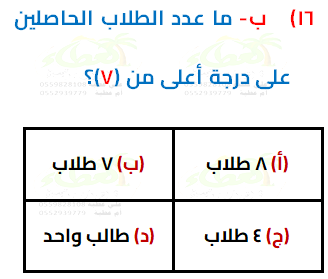 ١٦) ب- ما عدد الطلاب الحاصلين
على درجة أعلى من (٧)؟
(أ) ٨ طلاب
(ب) ٧ طلاب
(ج) ٤ طلاب
(د) طالب واحد